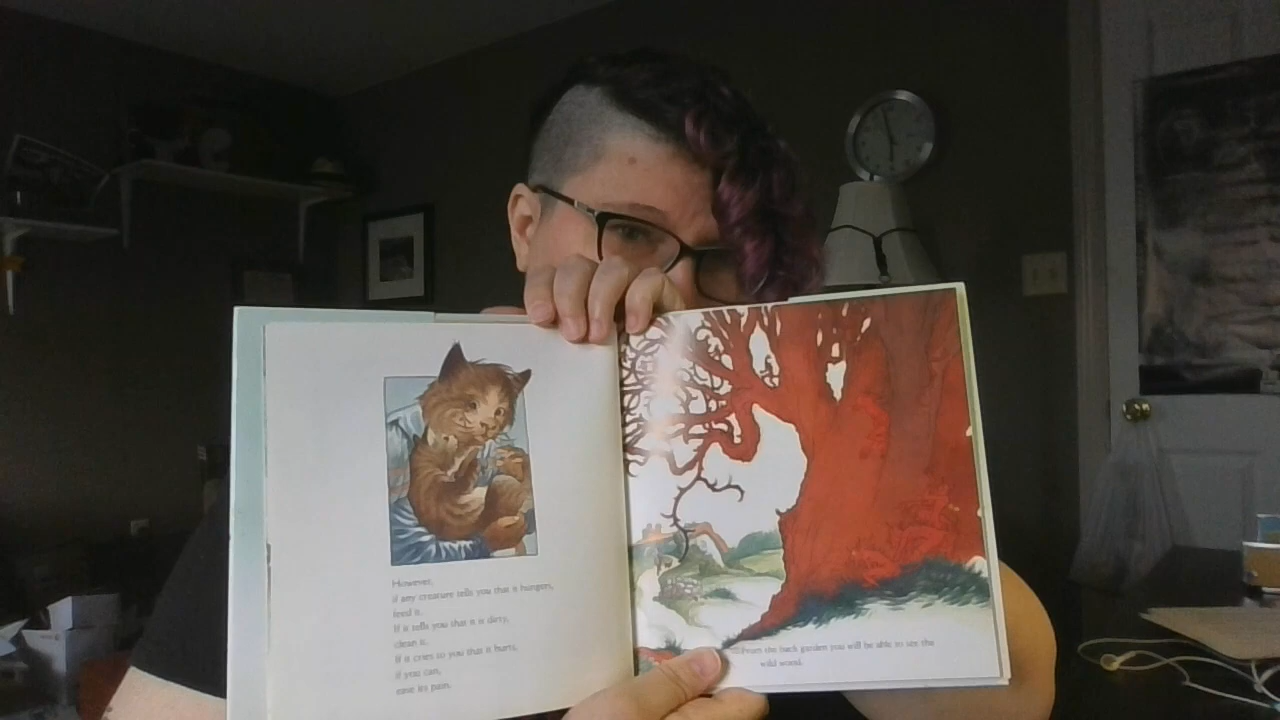 However,
if any creature tells you that it hungers,
feed it.
If it tells you that it is dirty,
clean it.
If it cries to you that it hurts,
if you can,
ease its pain.
From the back garden you will be able to see the
wild wood.